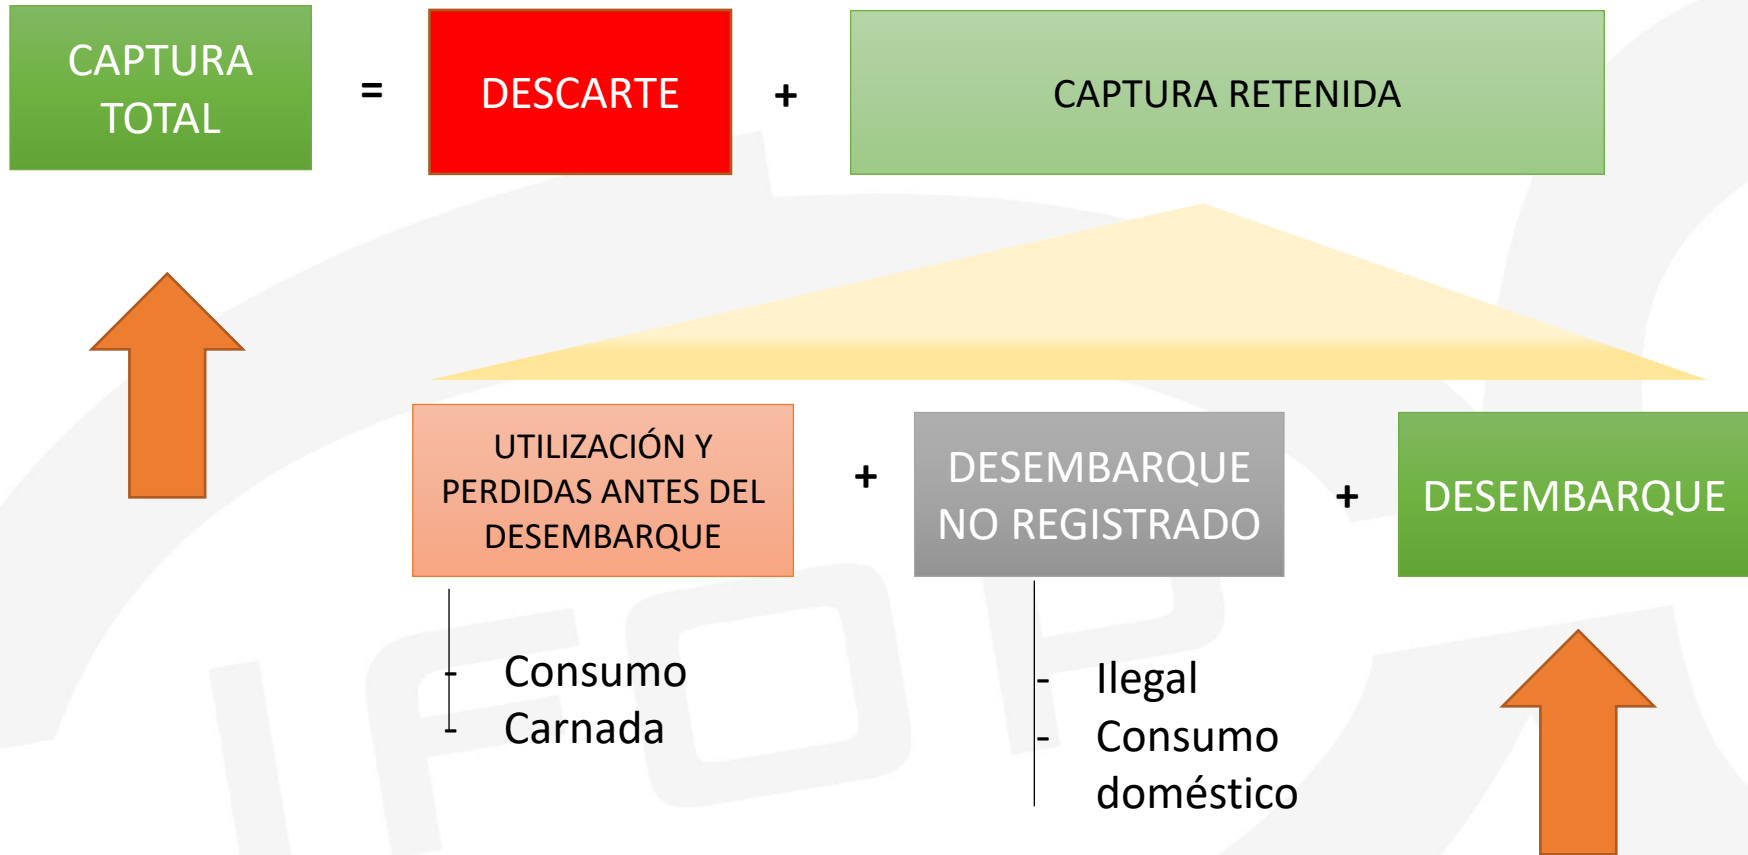 CAPTURA
TOTAL
=
DESCARTE
+
CAPTURA RETENIDA
UTILIZACIÓN Y
PERDIDAS ANTES DEL
DESEMBARQUE
+
DESEMBARQUE
NO REGISTRADO
+
DESEMBARQUE
- Consumo
- Carnada
- Ilegal
- Consumo
doméstico
IFOP